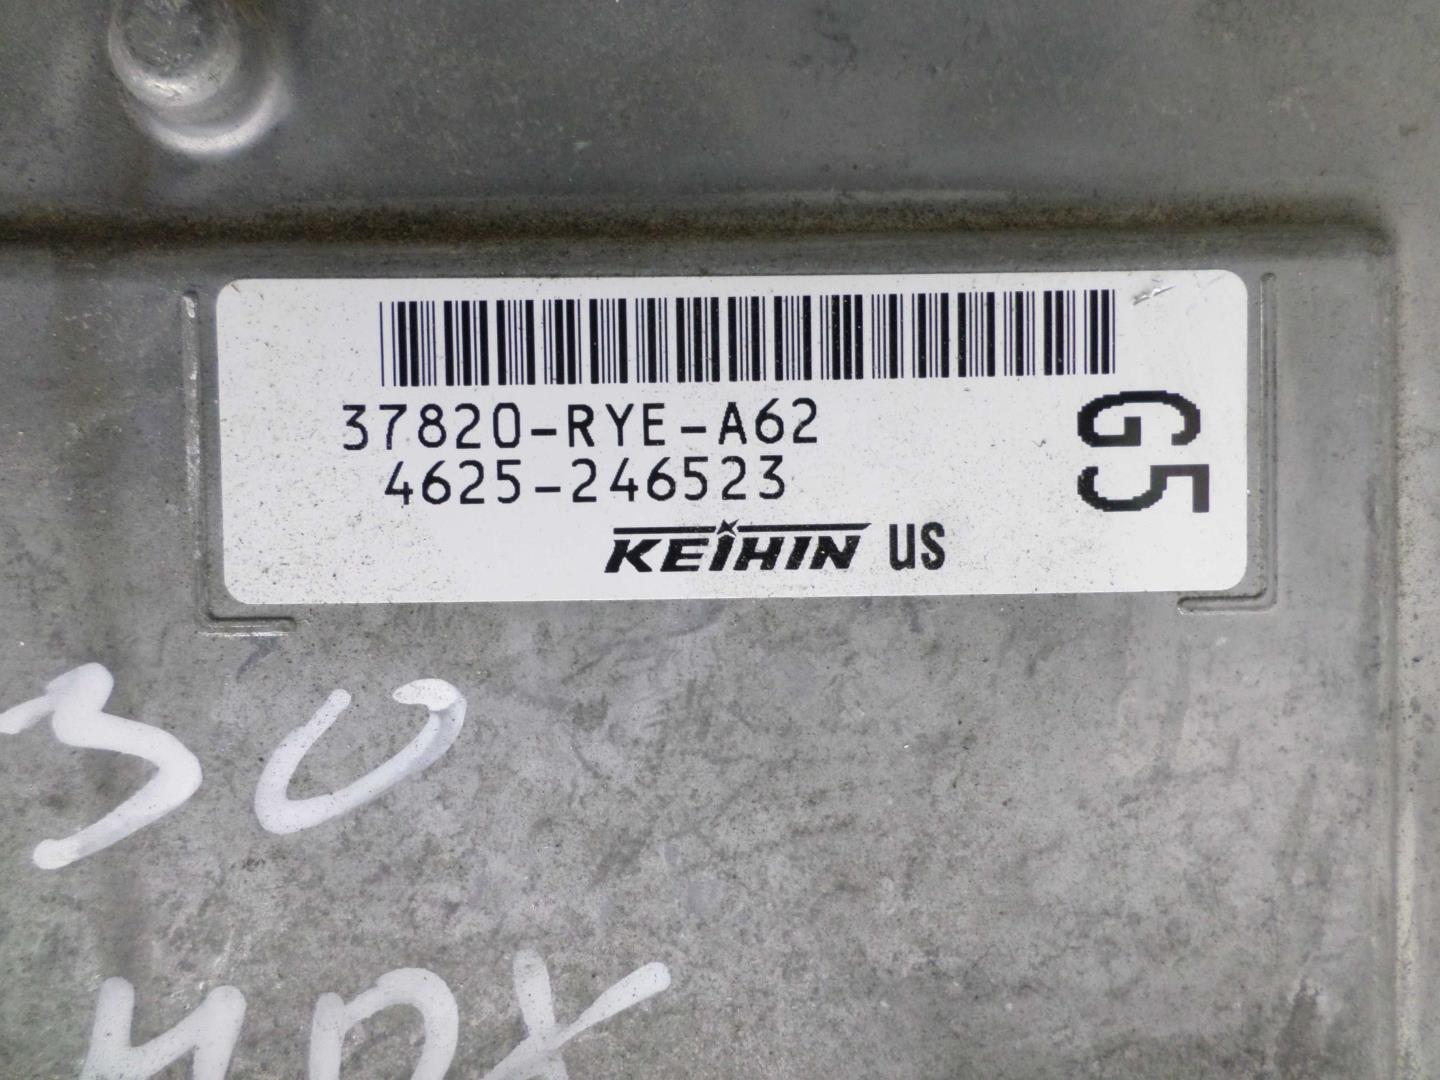 37820-RYE-A62
4625-246523
G5
KEIHIN US
30
MDX